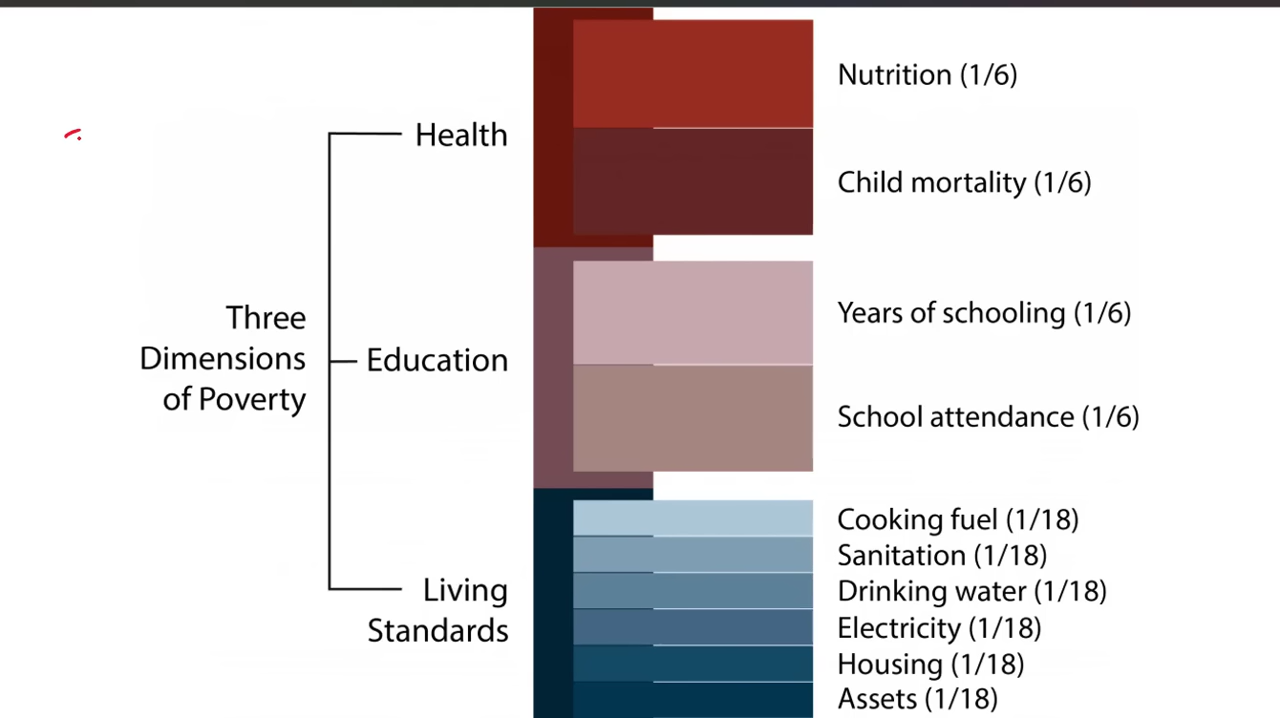 Three
Dimensions
of Poverty
Health
Nutrition (1/6)
Child mortality (1/6)
Education
Years of schooling (1/6)
School attendance (1/6)
Living
Standards
Cooking fuel (1/18)
Sanitation (1/18)
Drinking water (1/18)
Electricity (1/18)
Housing (1/18)
Assets (1/18)